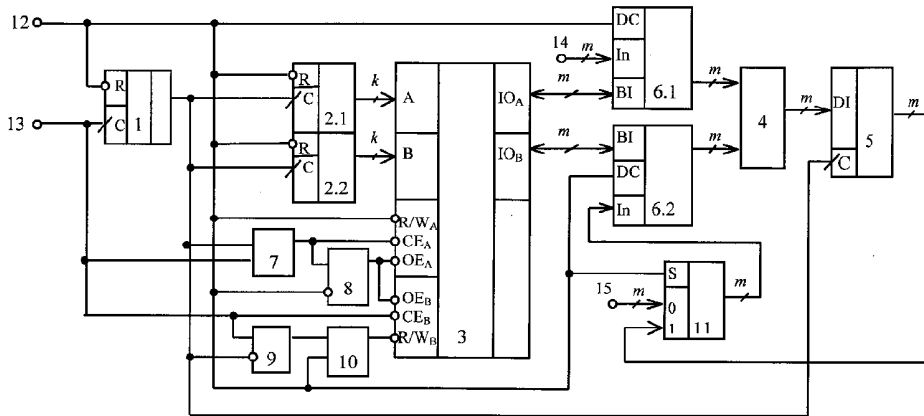 12
DC
14
m
In
m
R
R
k
m
BI
6.1
m
13
C
1
C
2.1
A
IO_A
4
DI
5
m
R
k
m
BI
m
C
2.2
B
IO_B
DC
C
In
6.2
R/W_A
7
CE_A
OE_A
8
OE_B
CE_B
R/W_B
3
9
10
S
m
15
m
0
1
11